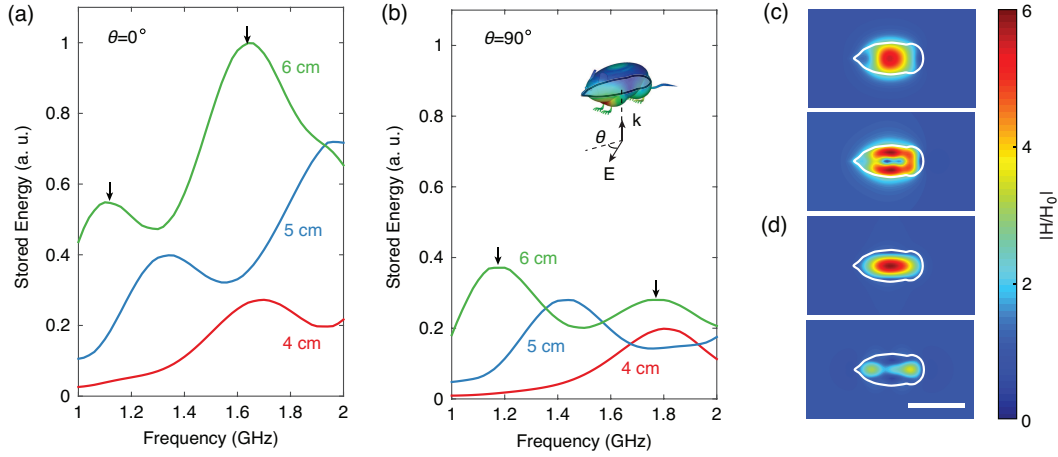 (a)
θ=0°
6 cm
5 cm
4 cm
Stored Energy (a. u.)
1
0.8
0.6
0.4
0.2
0
1
1.2
1.4
1.6
1.8
2
Frequency (GHz)
(b)
θ=90°
k
θ
E
6 cm
5 cm
4 cm
Stored Energy (a. u.)
1
0.8
0.6
0.4
0.2
0
1
1.2
1.4
1.6
1.8
2
Frequency (GHz)
(c)
(d)
6
4
2
0
|H/H₀|